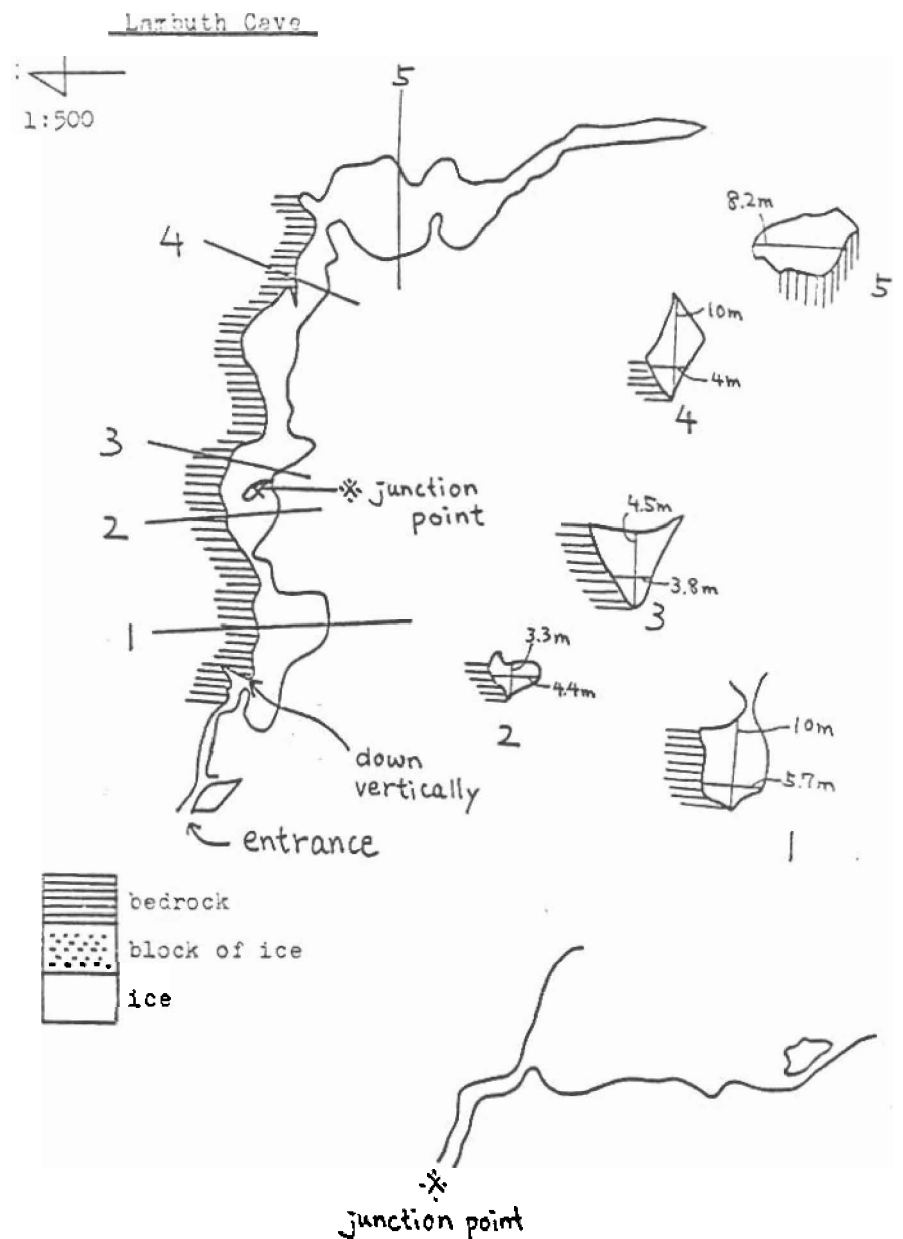 Lambuth Cave
1:500
5
4
8.2m
5
10m
4m
4
3
※ junction
point
2
4.5m
3.8m
3
1
3.3m
4.4m
2
10m
5.7m
1
down
vertically
entrance
bedrock
block of ice
ice
※
junction point